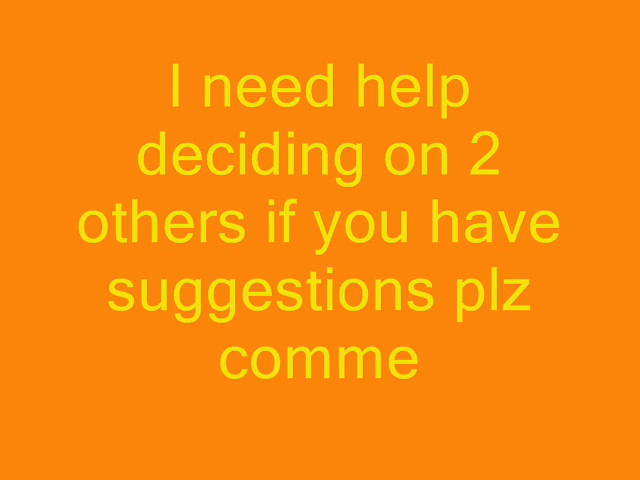 I need help
deciding on 2
others if you have
suggestions plz
comme